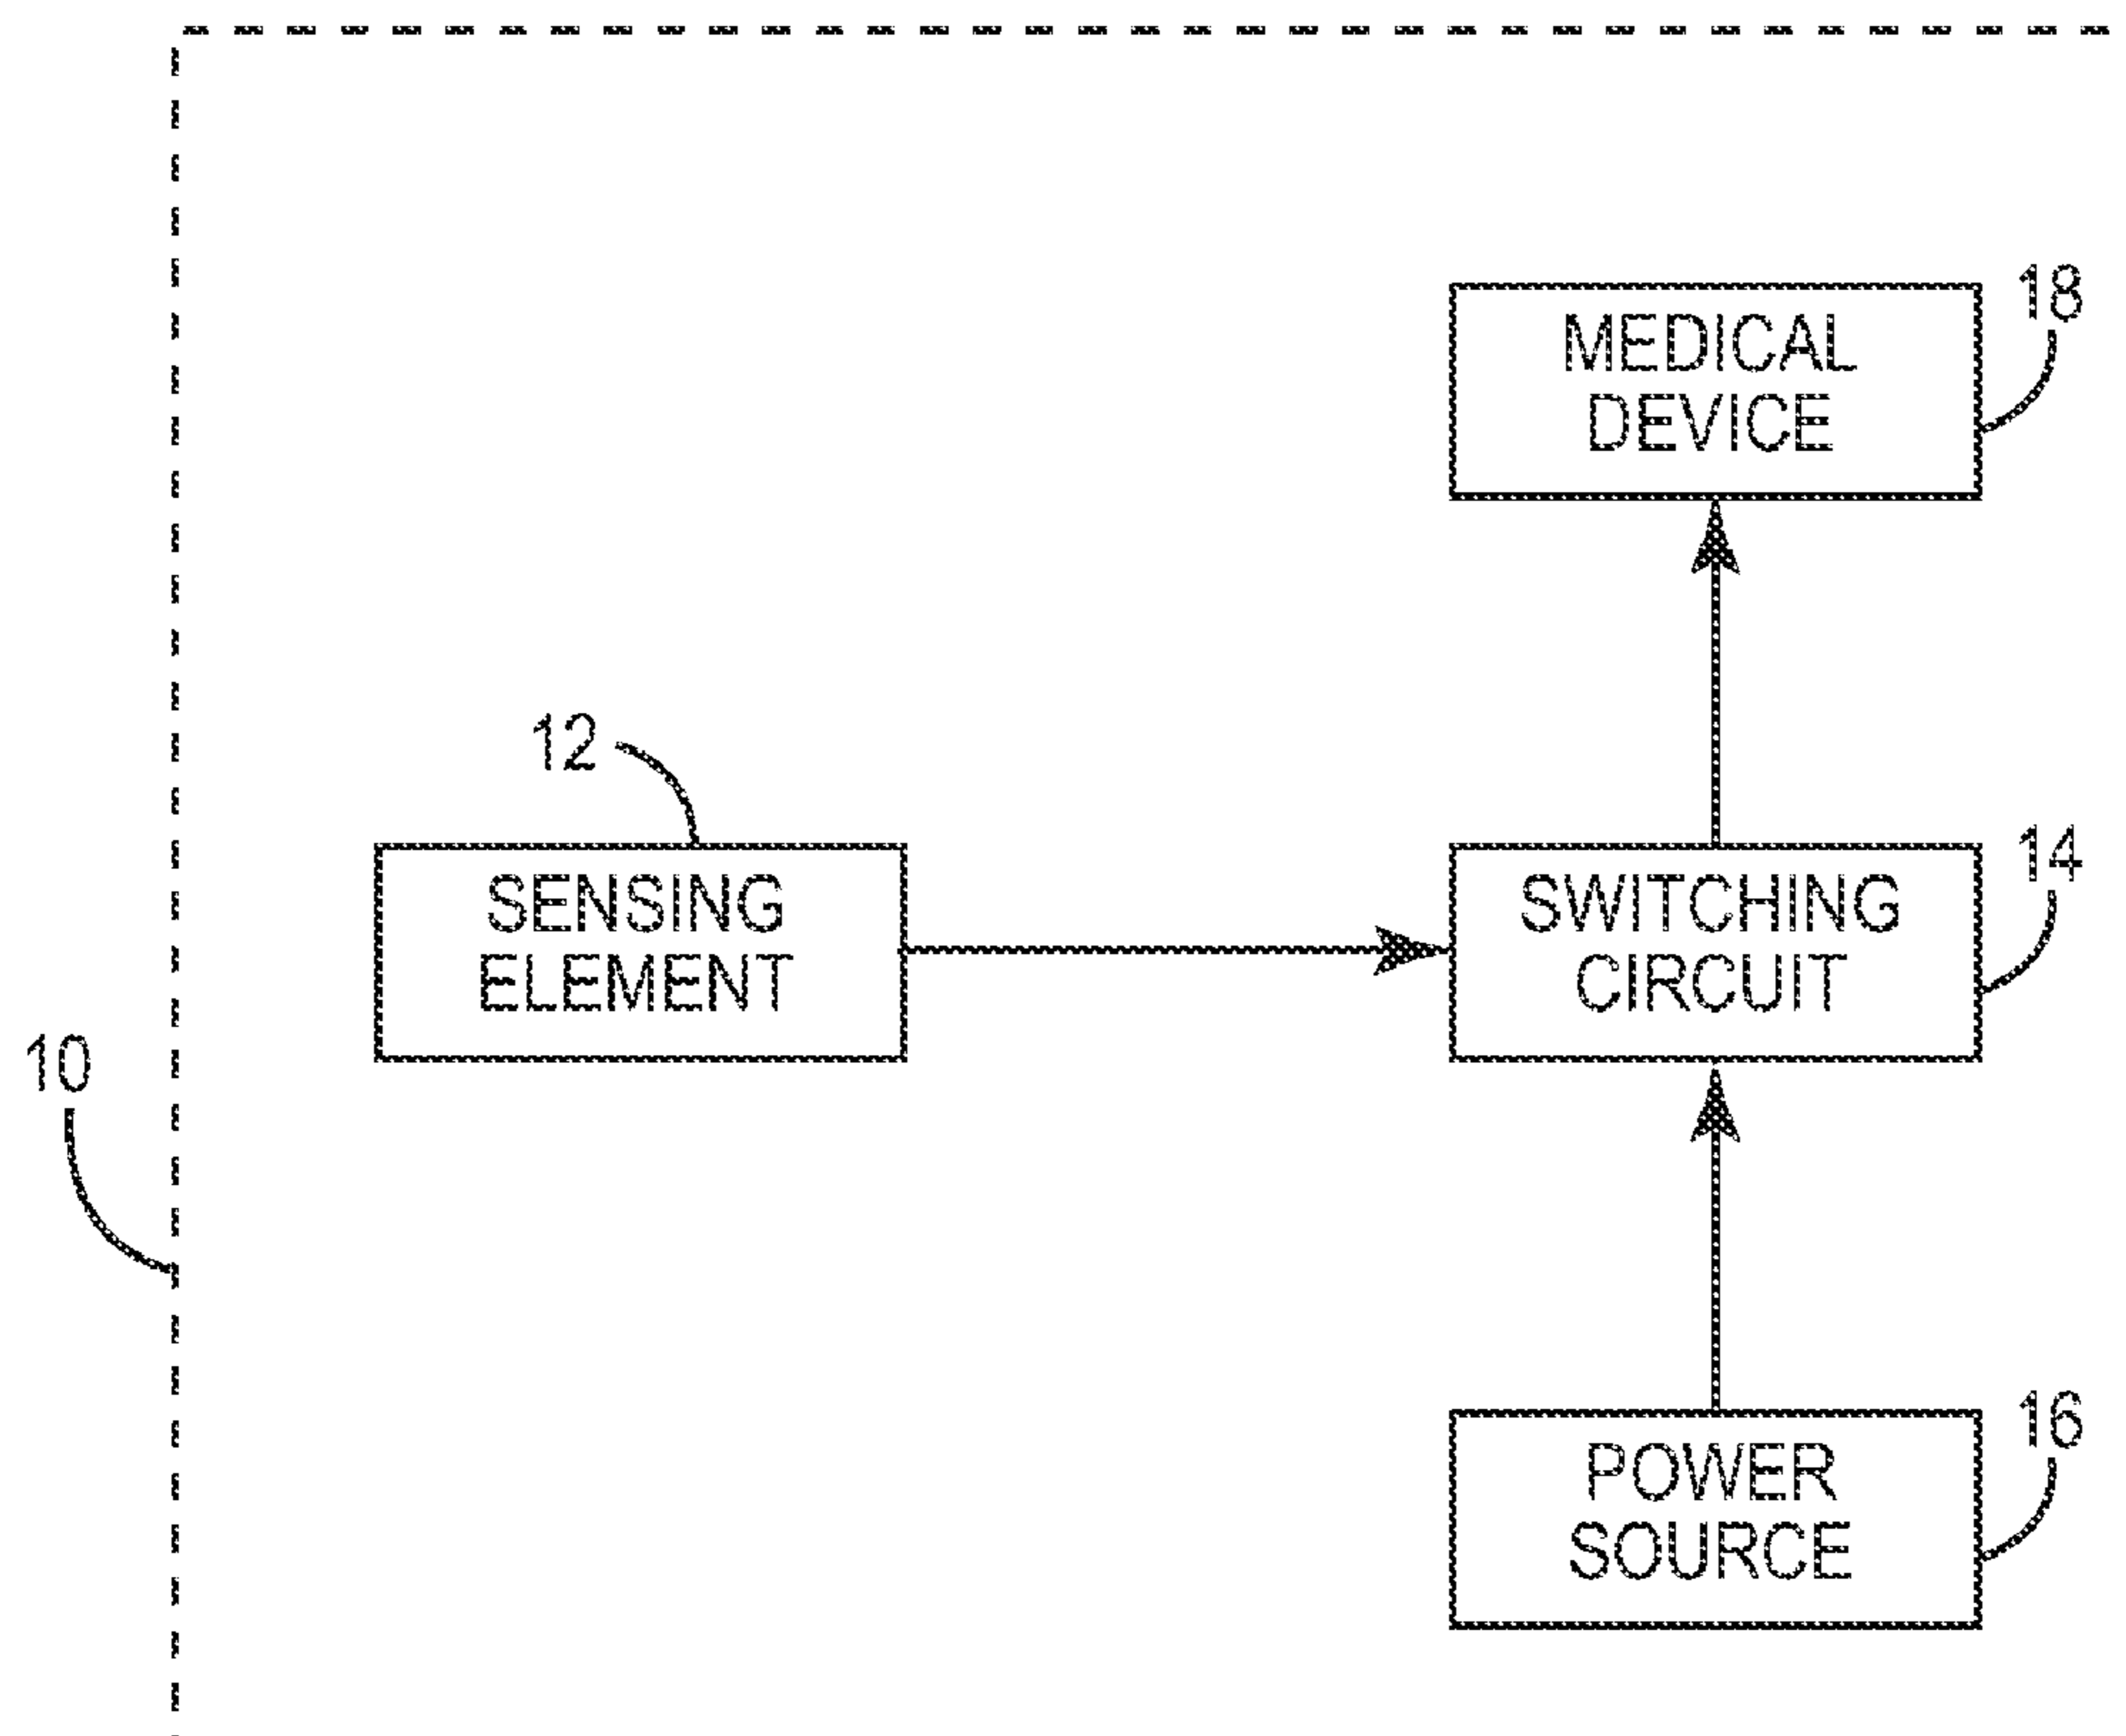 18
MEDICAL
DEVICE
12
14
SENSING
ELEMENT
SWITCHING
CIRCUIT
10
16
POWER
SOURCE